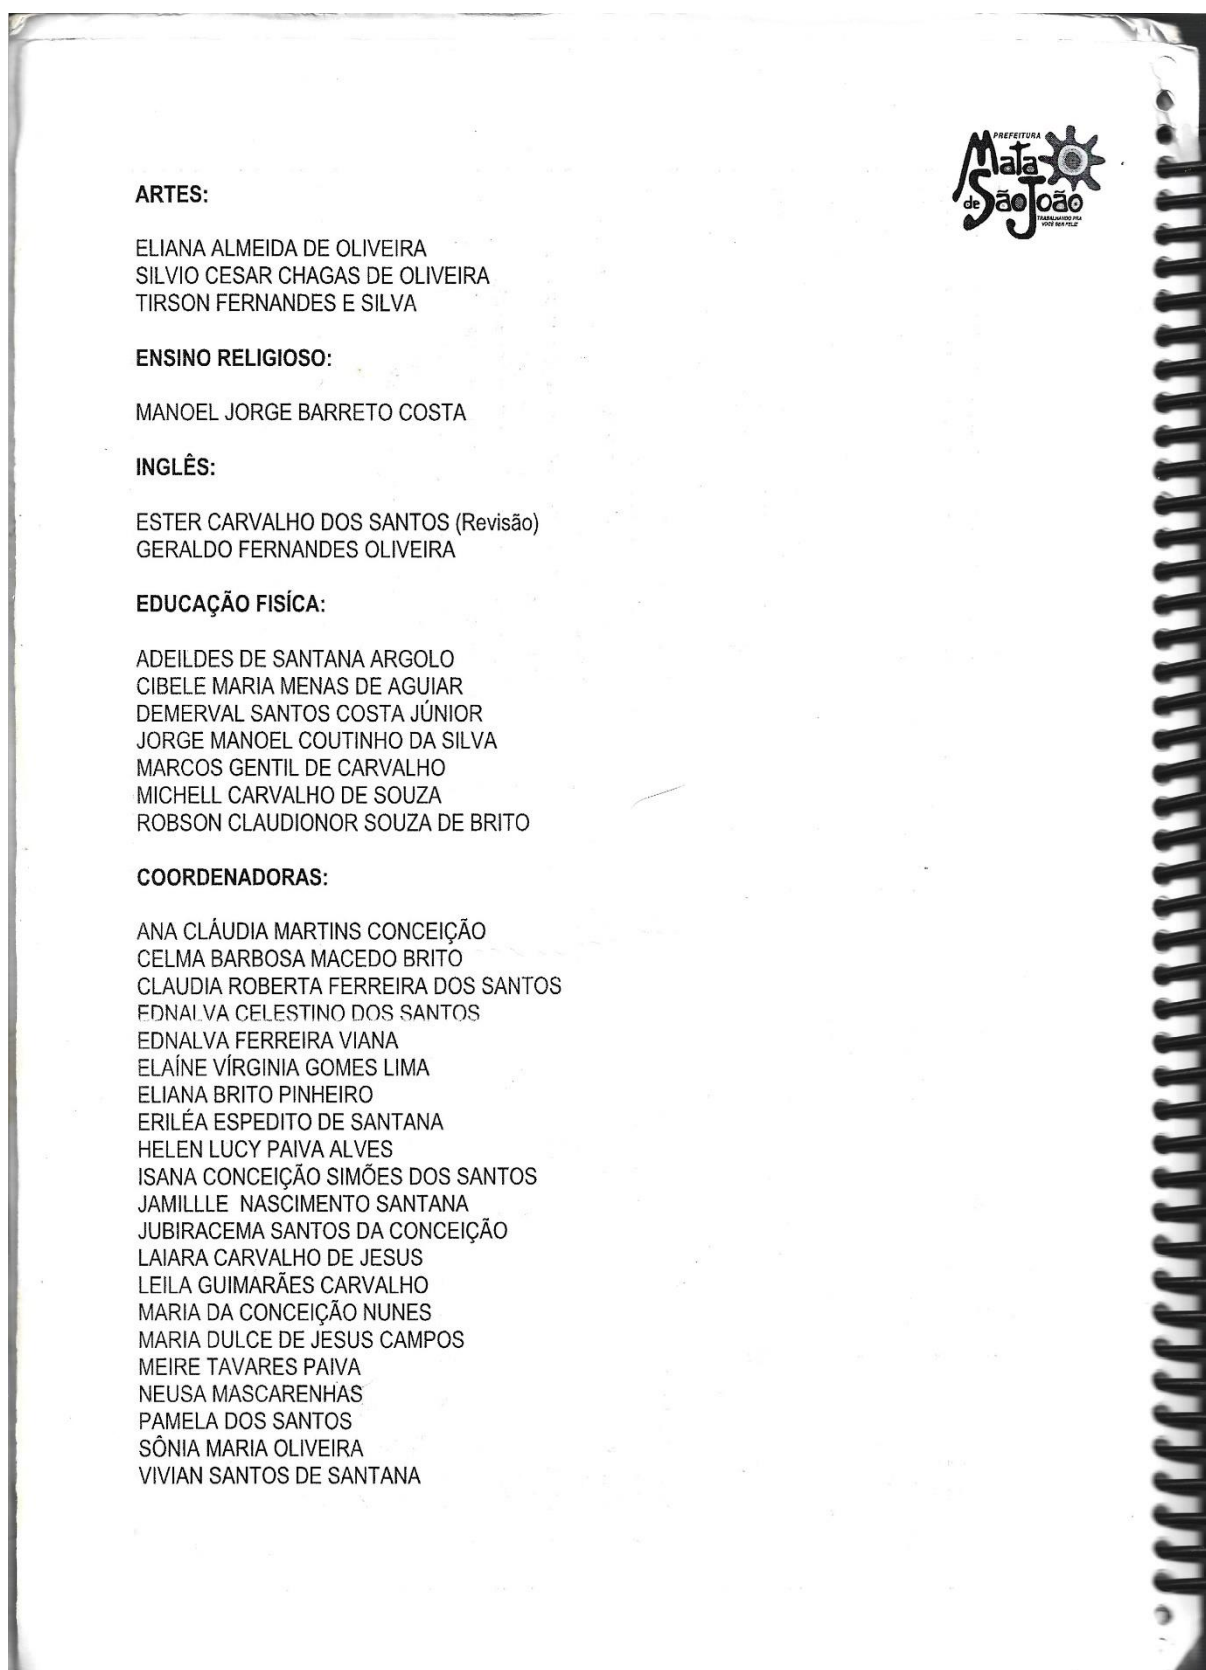 PREFEITURA
Mata
de São João
TRABALHANDO PRA
VOCÊ SER FELIZ
ARTES:
ELIANA ALMEIDA DE OLIVEIRA
SILVIO CESAR CHAGAS DE OLIVEIRA
TIRSON FERNANDES E SILVA
ENSINO RELIGIOSO:
MANOEL JORGE BARRETO COSTA
INGLÊS:
ESTER CARVALHO DOS SANTOS (Revisão)
GERALDO FERNANDES OLIVEIRA
EDUCAÇÃO FISÍCA:
ADEILDES DE SANTANA ARGOLO
CIBELE MARIA MENAS DE AGUIAR
DEMERVAL SANTOS COSTA JÚNIOR
JORGE MANOEL COUTINHO DA SILVA
MARCOS GENTIL DE CARVALHO
MICHELL CARVALHO DE SOUZA
ROBSON CLAUDIONOR SOUZA DE BRITO
COORDENADORAS:
ANA CLÁUDIA MARTINS CONCEIÇÃO
CELMA BARBOSA MACEDO BRITO
CLAUDIA ROBERTA FERREIRA DOS SANTOS
EDNALVA CELESTINO DOS SANTOS
EDNALVA FERREIRA VIANA
ELAÍNE VÍRGINIA GOMES LIMA
ELIANA BRITO PINHEIRO
ERILÉA ESPEDITO DE SANTANA
HELEN LUCY PAIVA ALVES
ISANA CONCEIÇÃO SIMÕES DOS SANTOS
JAMILLLE  NASCIMENTO SANTANA
JUBIRACEMA SANTOS DA CONCEIÇÃO
LAIARA CARVALHO DE JESUS
LEILA GUIMARÃES CARVALHO
MARIA DA CONCEIÇÃO NUNES
MARIA DULCE DE JESUS CAMPOS
MEIRE TAVARES PAIVA
NEUSA MASCARENHAS
PAMELA DOS SANTOS
SÔNIA MARIA OLIVEIRA
VIVIAN SANTOS DE SANTANA